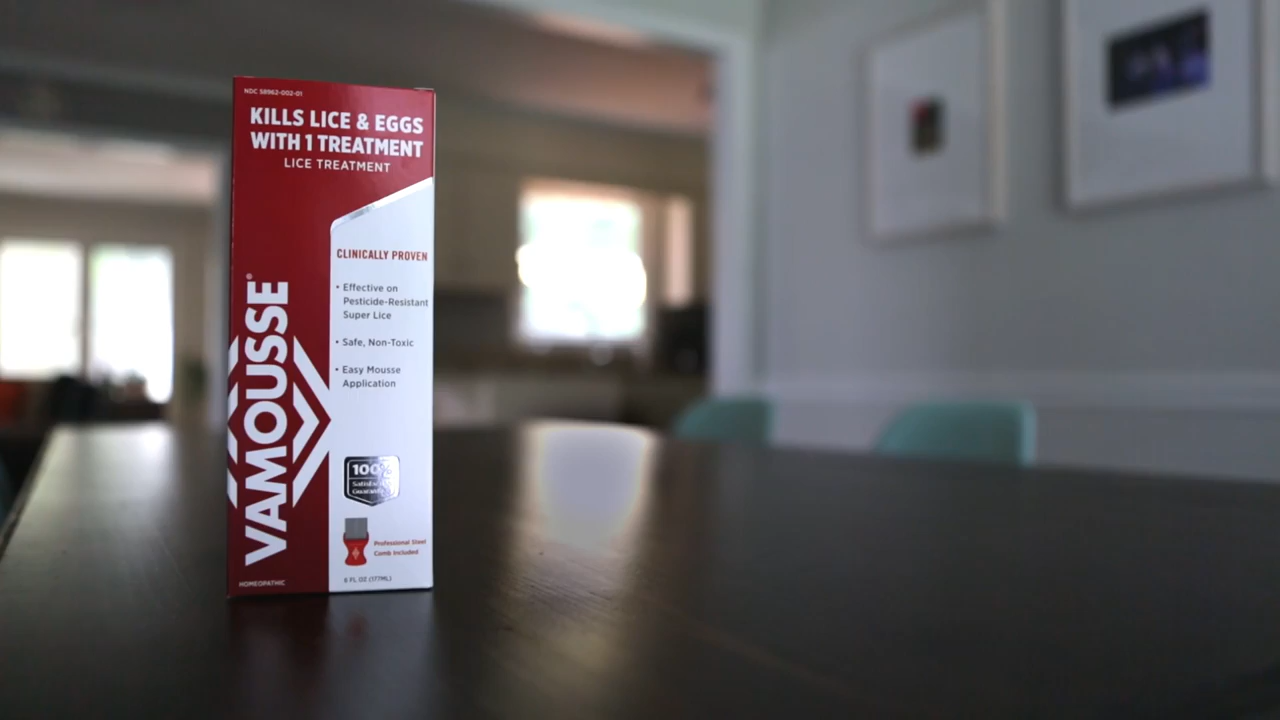 NDC 58962-002-01
KILLS LICE & EGGS
WITH 1 TREATMENT
LICE TREATMENT
CLINICALLY PROVEN
• Effective on
Pesticide-Resistant
Super Lice
• Safe, Non-Toxic
• Easy Mousse
Application
VAMOUSSE®
100%
Professional Steel
Comb Included
HOMEOPATHIC
6 FL OZ (177ML)